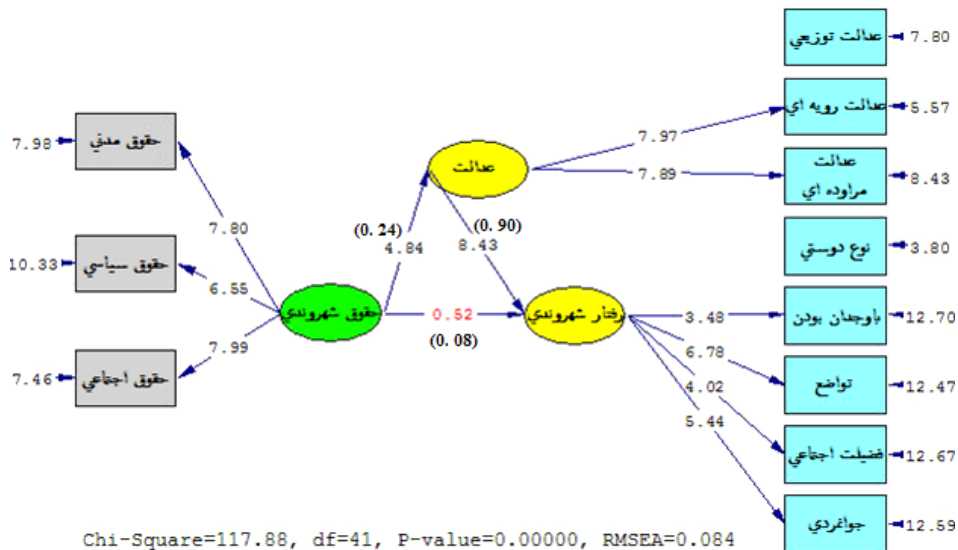 عدالت توزيعي
7.80
عدالت رويه اي
5.57
7.97
7.98
حقوق مدني
عدالت
7.89
عدالت
مراوده اي
8.43
7.80
(0. 24)
4.84
(0. 90)
8.43
نوع دوستي
3.80
10.33
حقوق سياسي
6.55
حقوق شهروندي
0.52
(0. 08)
رفتار شهروندي
3.48
باوجدان بودن
12.70
7.99
6.78
7.46
حقوق اجتماعي
4.02
تواضع
12.47
5.44
فضيلت اجتماعي
12.67
جوانمردي
12.59
Chi-Square=117.88, df=41, P-value=0.00000, RMSEA=0.084